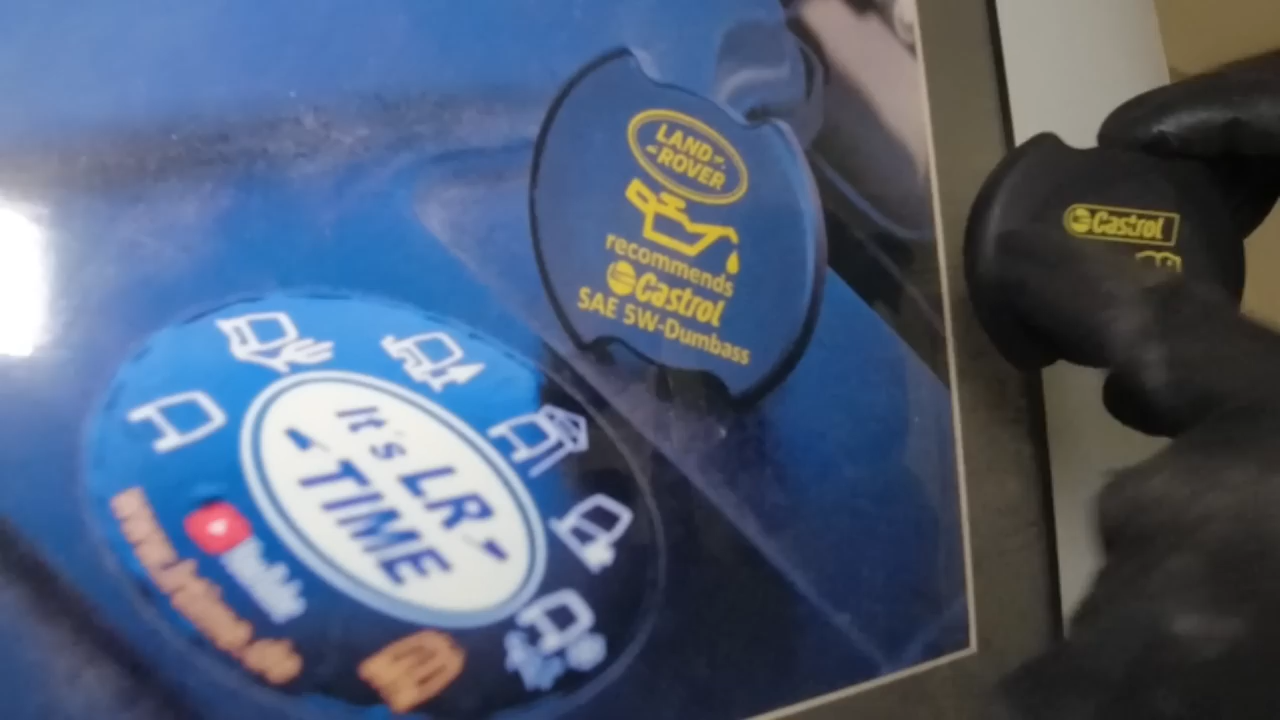 LAND
ROVER
recommends
Castrol
SAE 5W-Dumbass
Castrol
It's LR
TIME